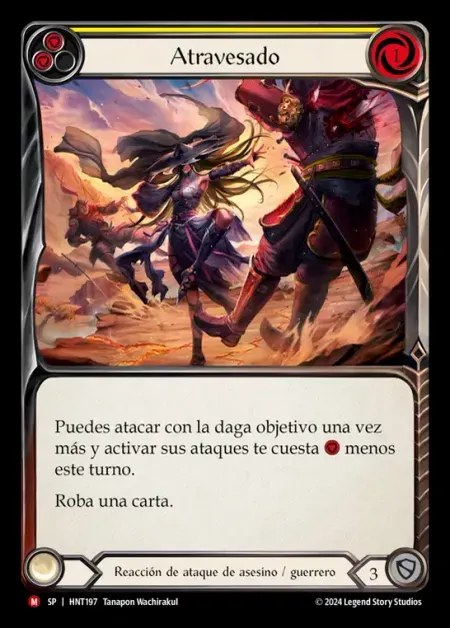 Atravesado
1
Puedes atacar con la daga objetivo una vez
más y activar sus ataques te cuesta menos
este turno.
Roba una carta.
Reacción de ataque de asesino / guerrero
3
M SP | HNT197 Tanapon Wachirakul
© 2024 Legend Story Studios